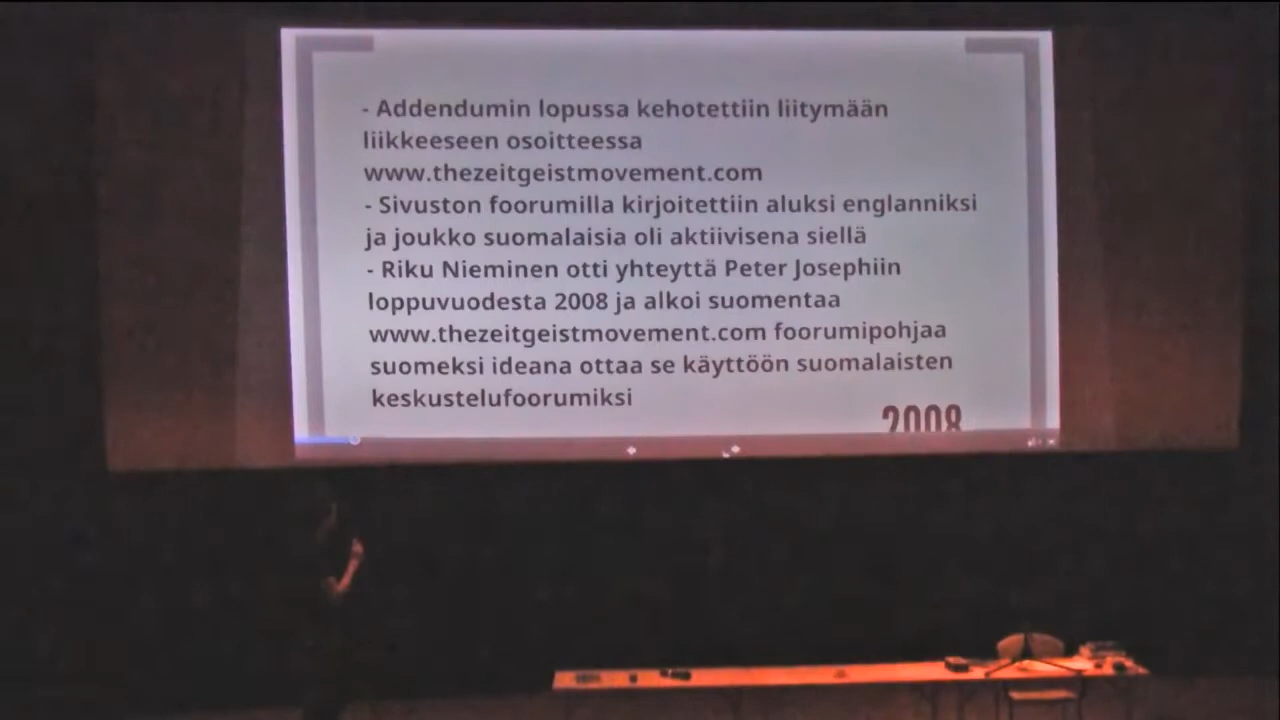 - Addendumin lopussa kehotettiin liitymään
liikkeeseen osoitteessa
www.thezeitgeistmovement.com
- Sivuston foorumilla kirjoitettiin aluksi englanniksi
ja joukko suomalaisia oli aktiivisena siellä
- Riku Nieminen otti yhteyttä Peter Josephiin
loppuvuodesta 2008 ja alkoi suomentaa
www.thezeitgeistmovement.com foorumipohjaa
suomeksi ideana ottaa se käyttöön suomalaisten
keskustelufoorumiksi
2008